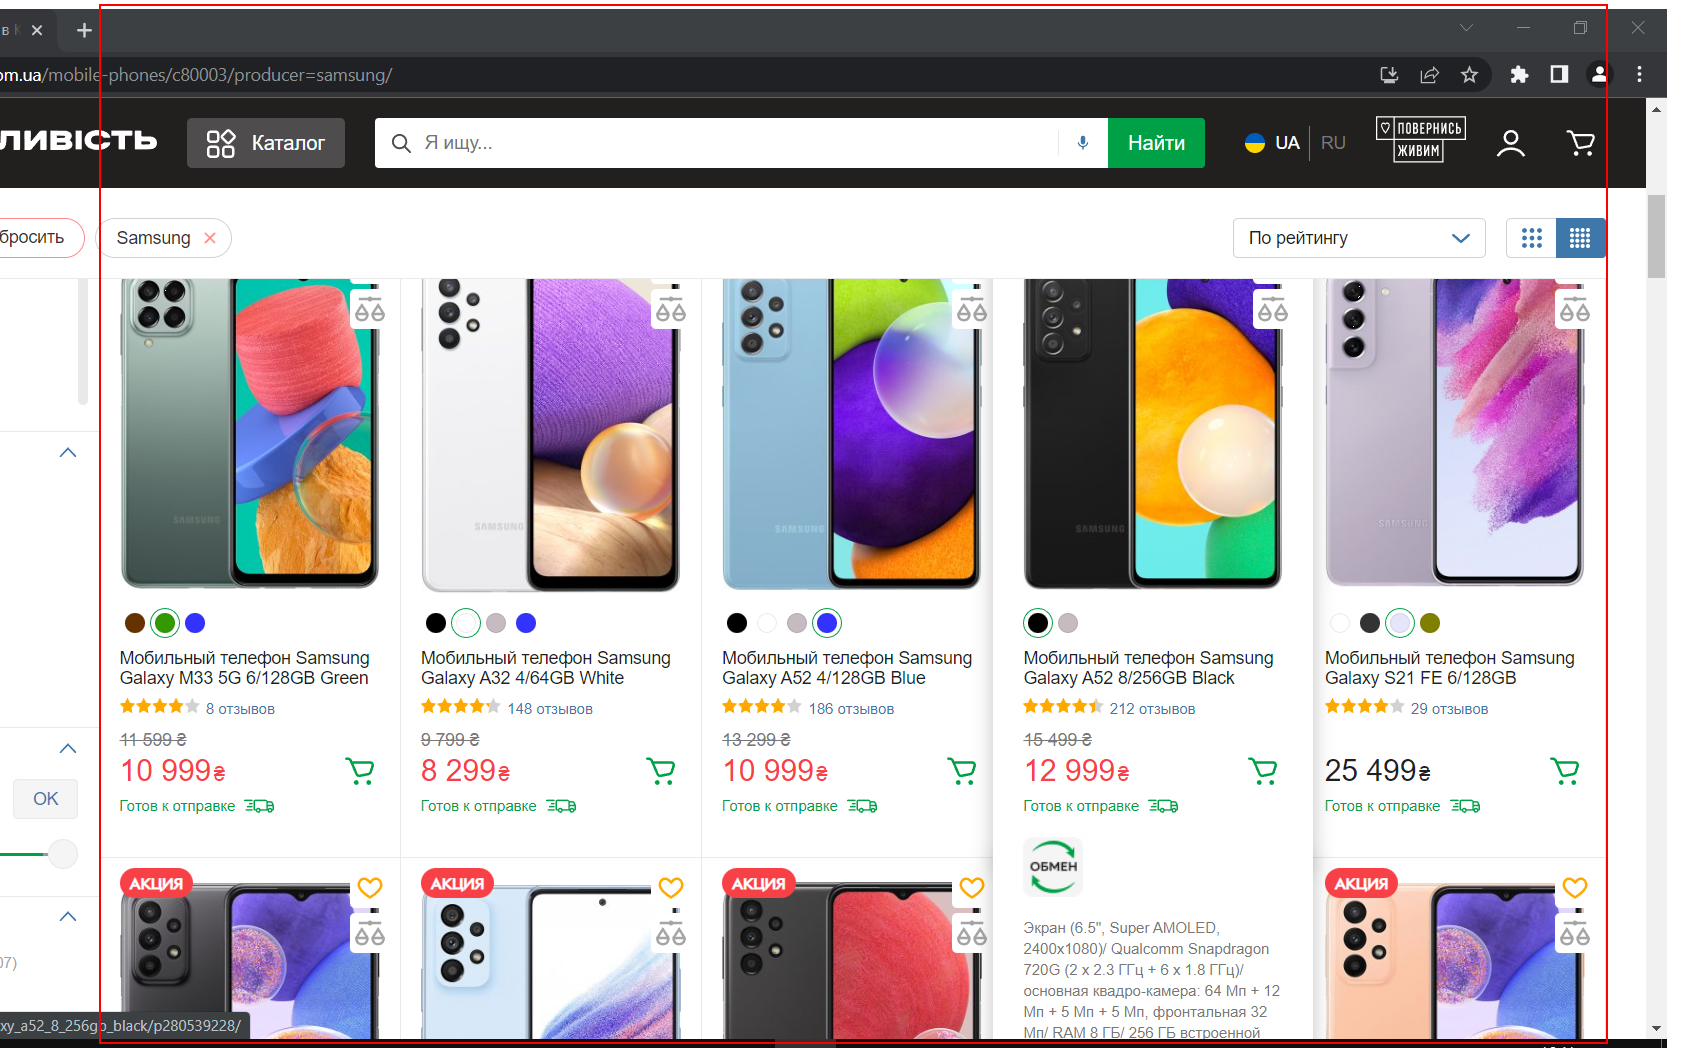 om.ua/mobile-phones/c80003/producer=samsung/
ЛИВІСТЬ
Каталог
Я ищу...
Найти
UA
RU
ПОВЕРНИСЬ
ЖИВИМ
бросить
Samsung
По рейтингу
SAMSUNG
SAMSUNG
SAMSUNG
SAMSUNG
SAMSUNG
Мобильный телефон Samsung
Galaxy M33 5G 6/128GB Green
8 отзывов
11 599 ₴
10 999₴
Готов к отправке
Мобильный телефон Samsung
Galaxy A32 4/64GB White
148 отзывов
9 799 ₴
8 299₴
Готов к отправке
Мобильный телефон Samsung
Galaxy A52 4/128GB Blue
186 отзывов
13 299 ₴
10 999₴
Готов к отправке
Мобильный телефон Samsung
Galaxy A52 8/256GB Black
212 отзывов
15 499 ₴
12 999₴
Готов к отправке
ОБМЕН
Экран (6.5", Super AMOLED,
2400x1080)/ Qualcomm Snapdragon
720G (2 x 2.3 ГГц + 6 x 1.8 ГГц)/
основная квадро-камера: 64 Мп + 12
Мп + 5 Мп + 5 Мп, фронтальная 32
Мп/ RAM 8 ГБ/ 256 ГБ встроенной
Мобильный телефон Samsung
Galaxy S21 FE 6/128GB
29 отзывов
25 499₴
Готов к отправке
OK
АКЦИЯ
АКЦИЯ
АКЦИЯ
АКЦИЯ
07)
xy_a52_8_256gb_black/p280539228/